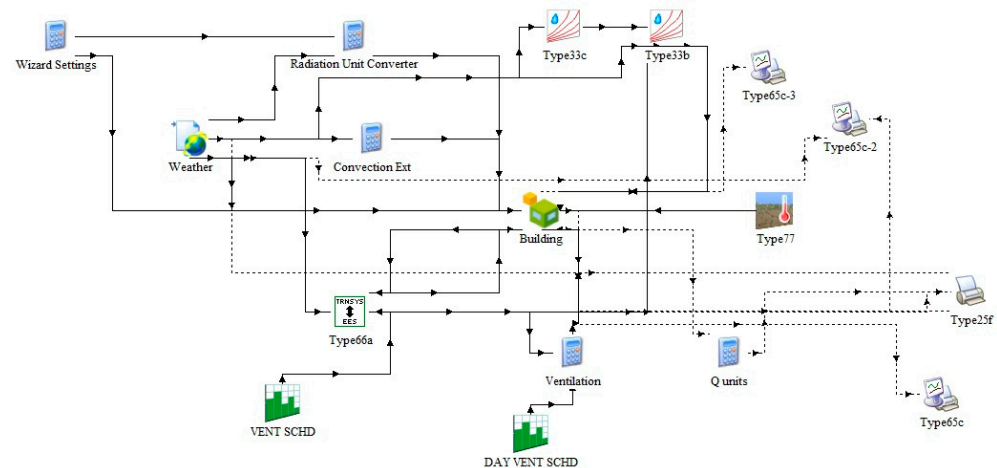 Wizard Settings
Radiation Unit Converter
Type33c
Type33b
Type65c-3
Type65c-2
Weather
Convection Ext
Building
Type77
TRNSYS
EES
Type66a
Type25f
Ventilation
Q units
Type65c
VENT SCHD
DAY VENT SCHD